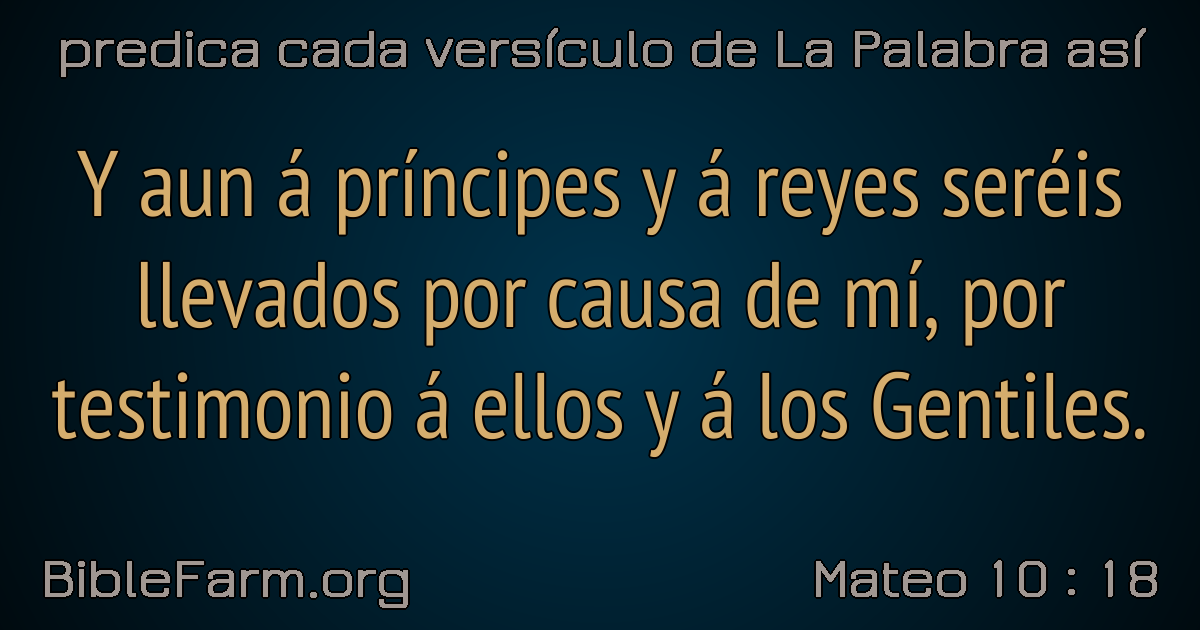 predica cada versículo de La Palabra así
Y aun á príncipes y á reyes seréis
llevados por causa de mí, por
testimonio á ellos y á los Gentiles.
BibleFarm.org
Mateo 10 : 18